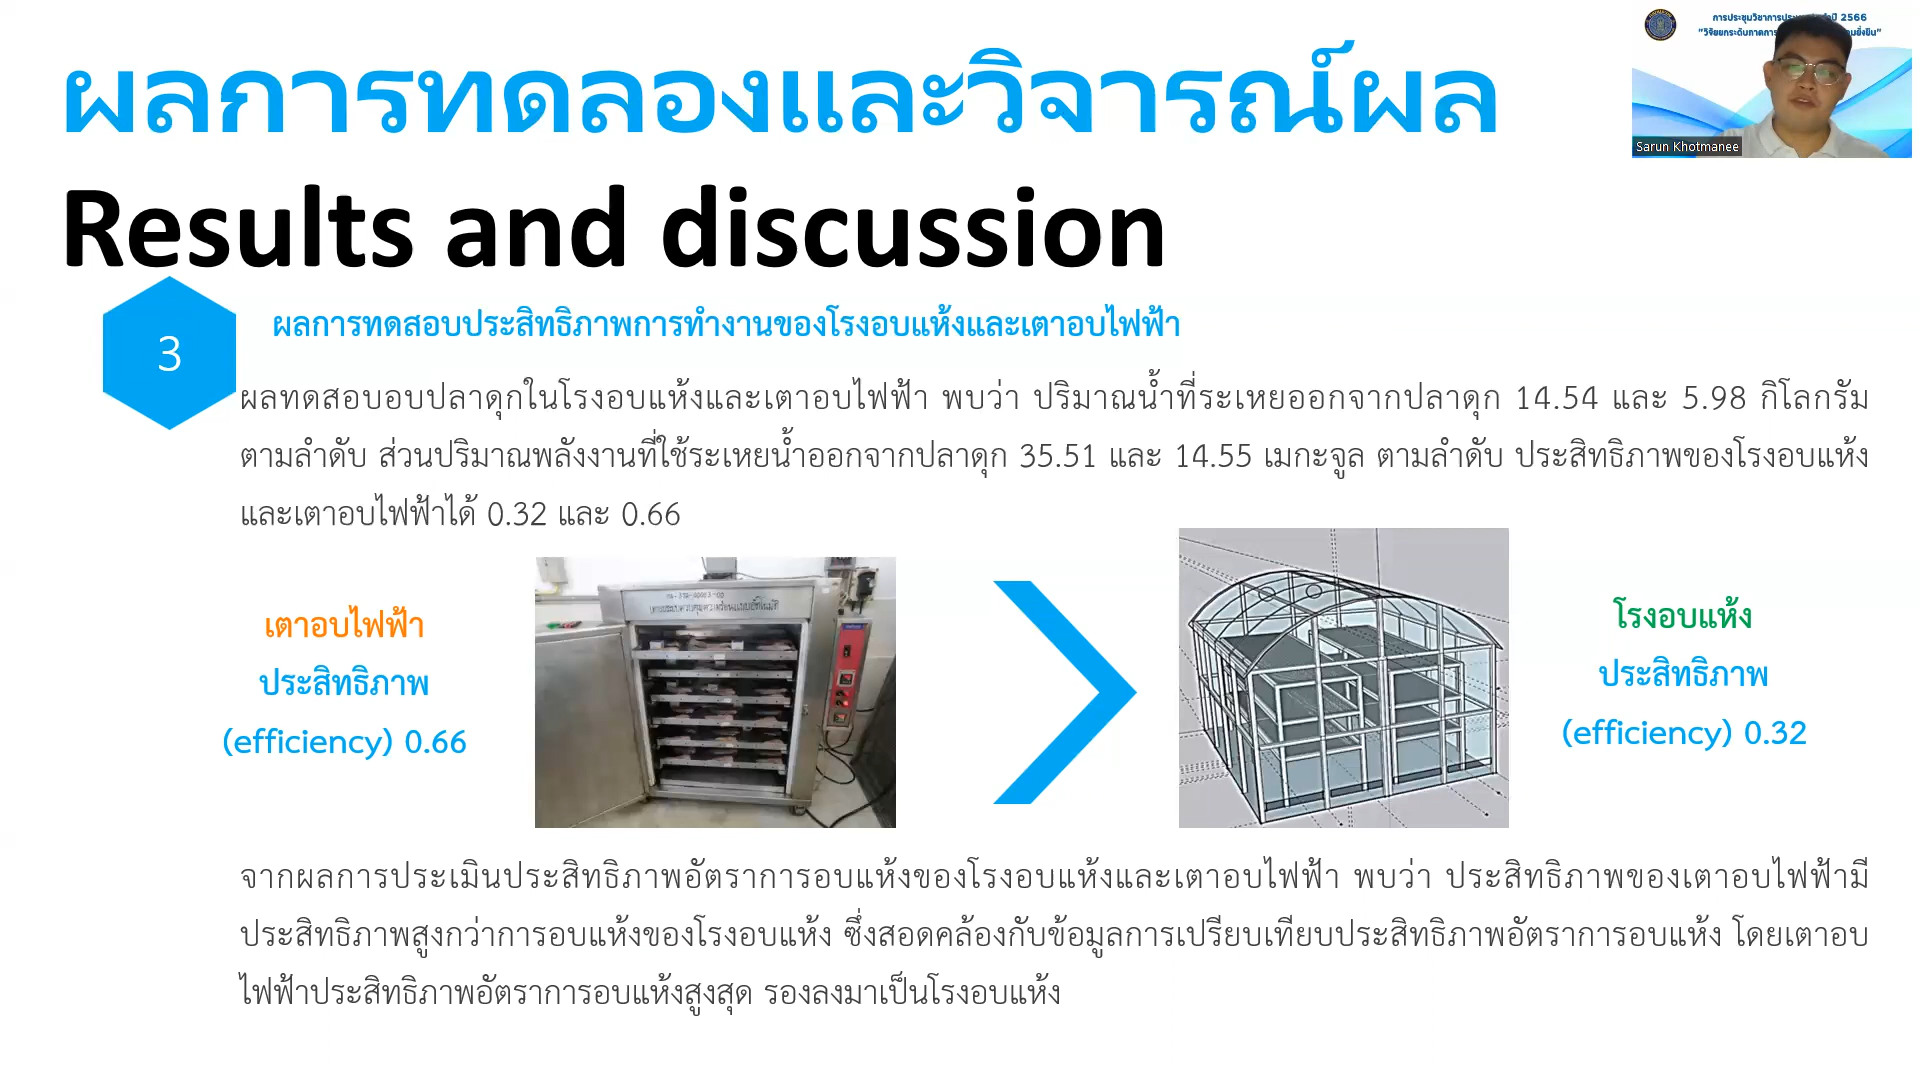 ผลการทดลองและวิจารณ์ผล
Results and discussion
การประชุมวิชาการ 2566
"วิจัยยกระดับภาค
Sarun Khotmanee
3
ผลการทดสอบประสิทธิภาพการทำงานของโรงอบแห้งและเตาอบไฟฟ้า
ผลทดสอบอบปลาดุกในโรงอบแห้งและเตาอบไฟฟ้า พบว่า ปริมาณน้ำที่ระเหยออกจากปลาดุก 14.54 และ 5.98 กิโลกรัม
ตามลำดับ ส่วนปริมาณพลังงานที่ใช้ระเหยน้ำออกจากปลาดุก 35.51 และ 14.55 เมกะจูล ตามลำดับ ประสิทธิภาพของโรงอบแห้ง
และเตาอบไฟฟ้าได้ 0.32 และ 0.66
เตาอบไฟฟ้า
ประสิทธิภาพ
(efficiency) 0.66
โรงอบแห้ง
ประสิทธิภาพ
(efficiency) 0.32
จากผลการประเมินประสิทธิภาพอัตราการอบแห้งของโรงอบแห้งและเตาอบไฟฟ้า พบว่า ประสิทธิภาพของเตาอบไฟฟ้ามี
ประสิทธิภาพสูงกว่าการอบแห้งของโรงอบแห้ง ซึ่งสอดคล้องกับข้อมูลการเปรียบเทียบประสิทธิภาพอัตราการอบแห้ง โดยเตาอบ
ไฟฟ้าประสิทธิภาพอัตราการอบแห้งสูงสุด รองลงมาเป็นโรงอบแห้ง